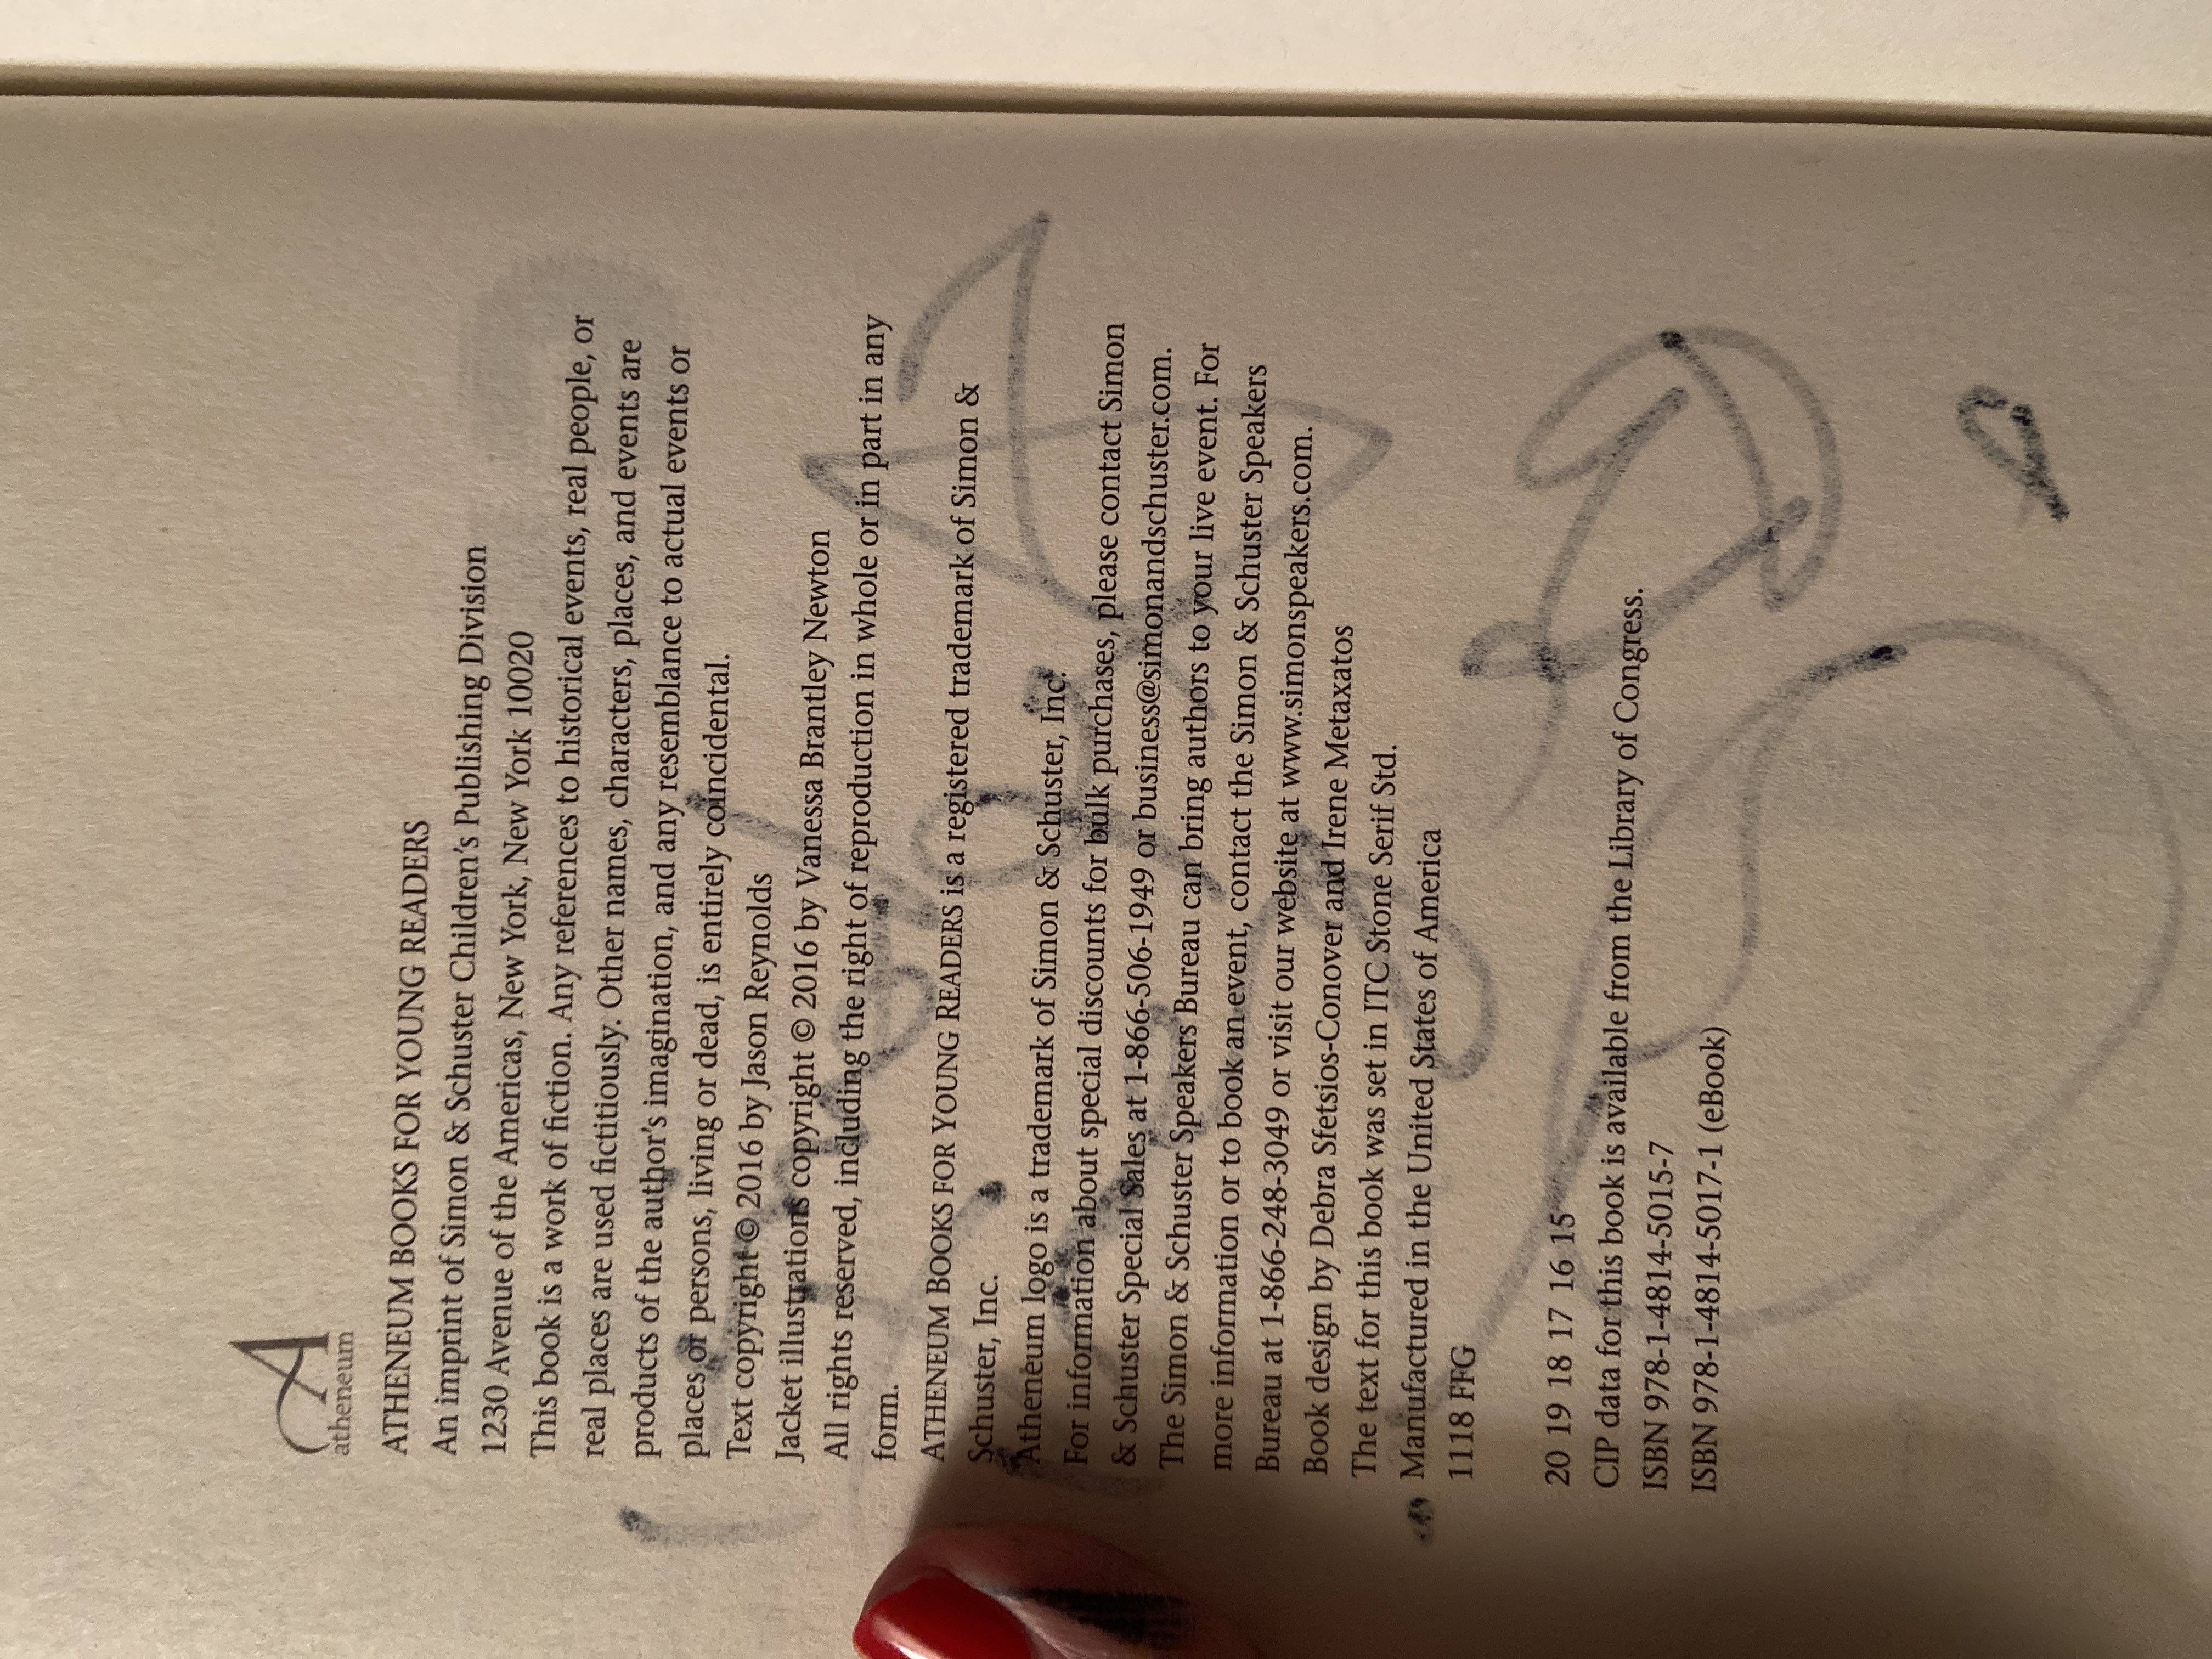 A
atheneum
ATHENEUM BOOKS FOR YOUNG READERS
An imprint of Simon & Schuster Children's Publishing Division
1230 Avenue of the Americas, New York, New York 10020
This book is a work of fiction. Any references to historical events, real people, or
real places are used fictitiously. Other names, characters, places, and events are
products of the author's imagination, and any resemblance to actual events or
places or persons, living or dead, is entirely coincidental.
Text copyright © 2016 by Jason Reynolds
Jacket illustrations copyright © 2016 by Vanessa Brantley Newton
All rights reserved, including the right of reproduction in whole or in part in any
form.
ATHENEUM BOOKS FOR YOUNG READERS is a registered trademark of Simon &
Schuster, Inc.
Atheneum logo is a trademark of Simon & Schuster, Inc.
For information about special discounts for bulk purchases, please contact Simon
& Schuster Special Sales at 1-866-506-1949 or business@simonandschuster.com.
The Simon & Schuster Speakers Bureau can bring authors to your live event. For
more information or to book an event, contact the Simon & Schuster Speakers
Bureau at 1-866-248-3049 or visit our website at www.simonspeakers.com.
Book design by Debra Sfetsios-Conover and Irene Metaxatos
The text for this book was set in ITC Stone Serif Std.
Manufactured in the United States of America
1118 FFG
20 19 18 17 16 15
CIP data for this book is available from the Library of Congress.
ISBN 978-1-4814-5015-7
ISBN 978-1-4814-5017-1 (eBook)